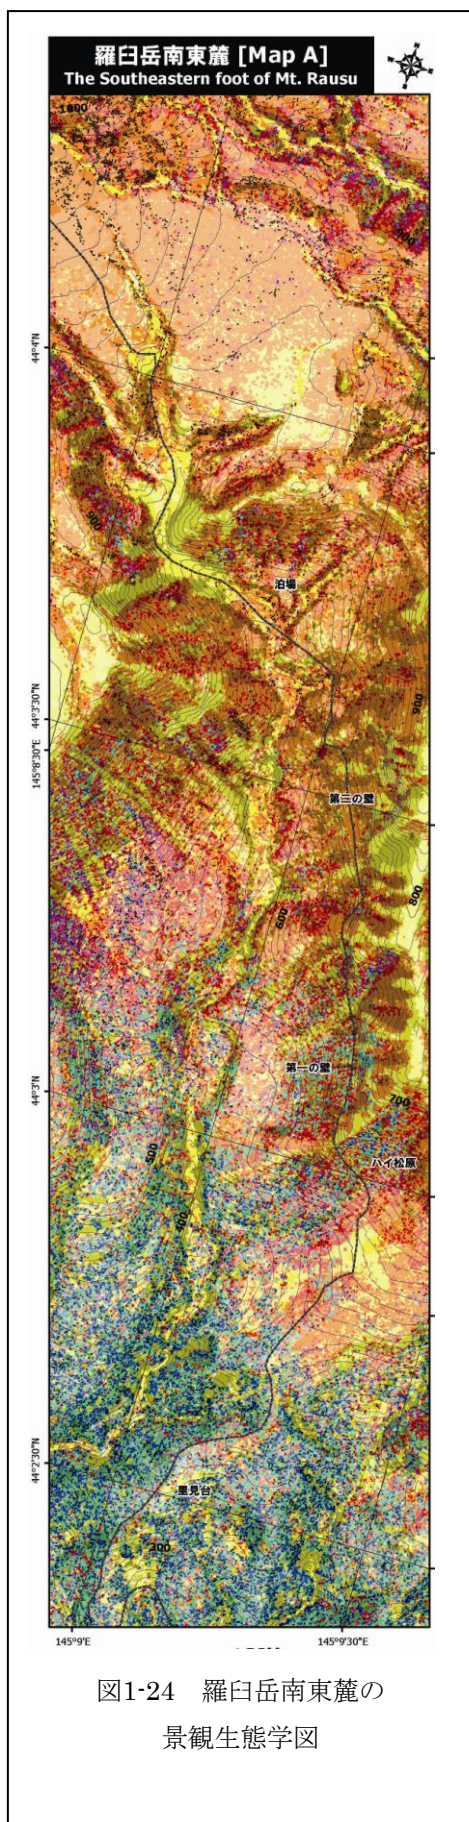 羅臼岳南東麓 [Map A]
The Southeastern foot of Mt. Rausu
1000
900
44°4'N
900
泊場
900
44°3'30"N
145°8'30"E
第二の壁
800
600
第一の壁
44°3'N
700
ハイ松原
500
400
44°2'30"N
里見台
300
145°9'E
145°9'30"E
図1-24 羅臼岳南東麓の
景観生態学図